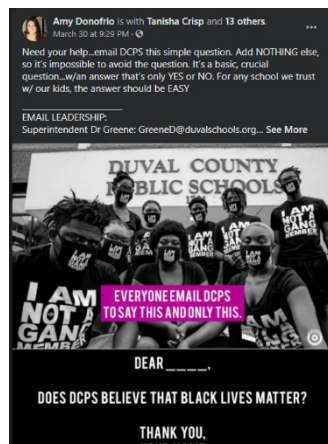 Amy Donofrio is with Tanisha Crisp and 13 others.
March 30 at 9:29 PM ·
Need your help...email DCPS this simple question. Add NOTHING else,
so it's impossible to avoid the question. It's a basic, crucial
question...w/an answer that's only YES or NO. For any school we trust
w/ our kids, the answer should be EASY
EMAIL LEADERSHIP:
Superintendent Dr Greene: GreeneD@duvalschools.org... See More
DUVAL COUNTY
PUBLIC SCHOOLS
I AM
NOT A
GANG
MEMBER
I AM
NOT A
GANG
MEMBER
EVERYONE EMAIL DCPS
TO SAY THIS AND ONLY THIS.
DEAR ____,
DOES DCPS BELIEVE THAT BLACK LIVES MATTER?
THANK YOU,